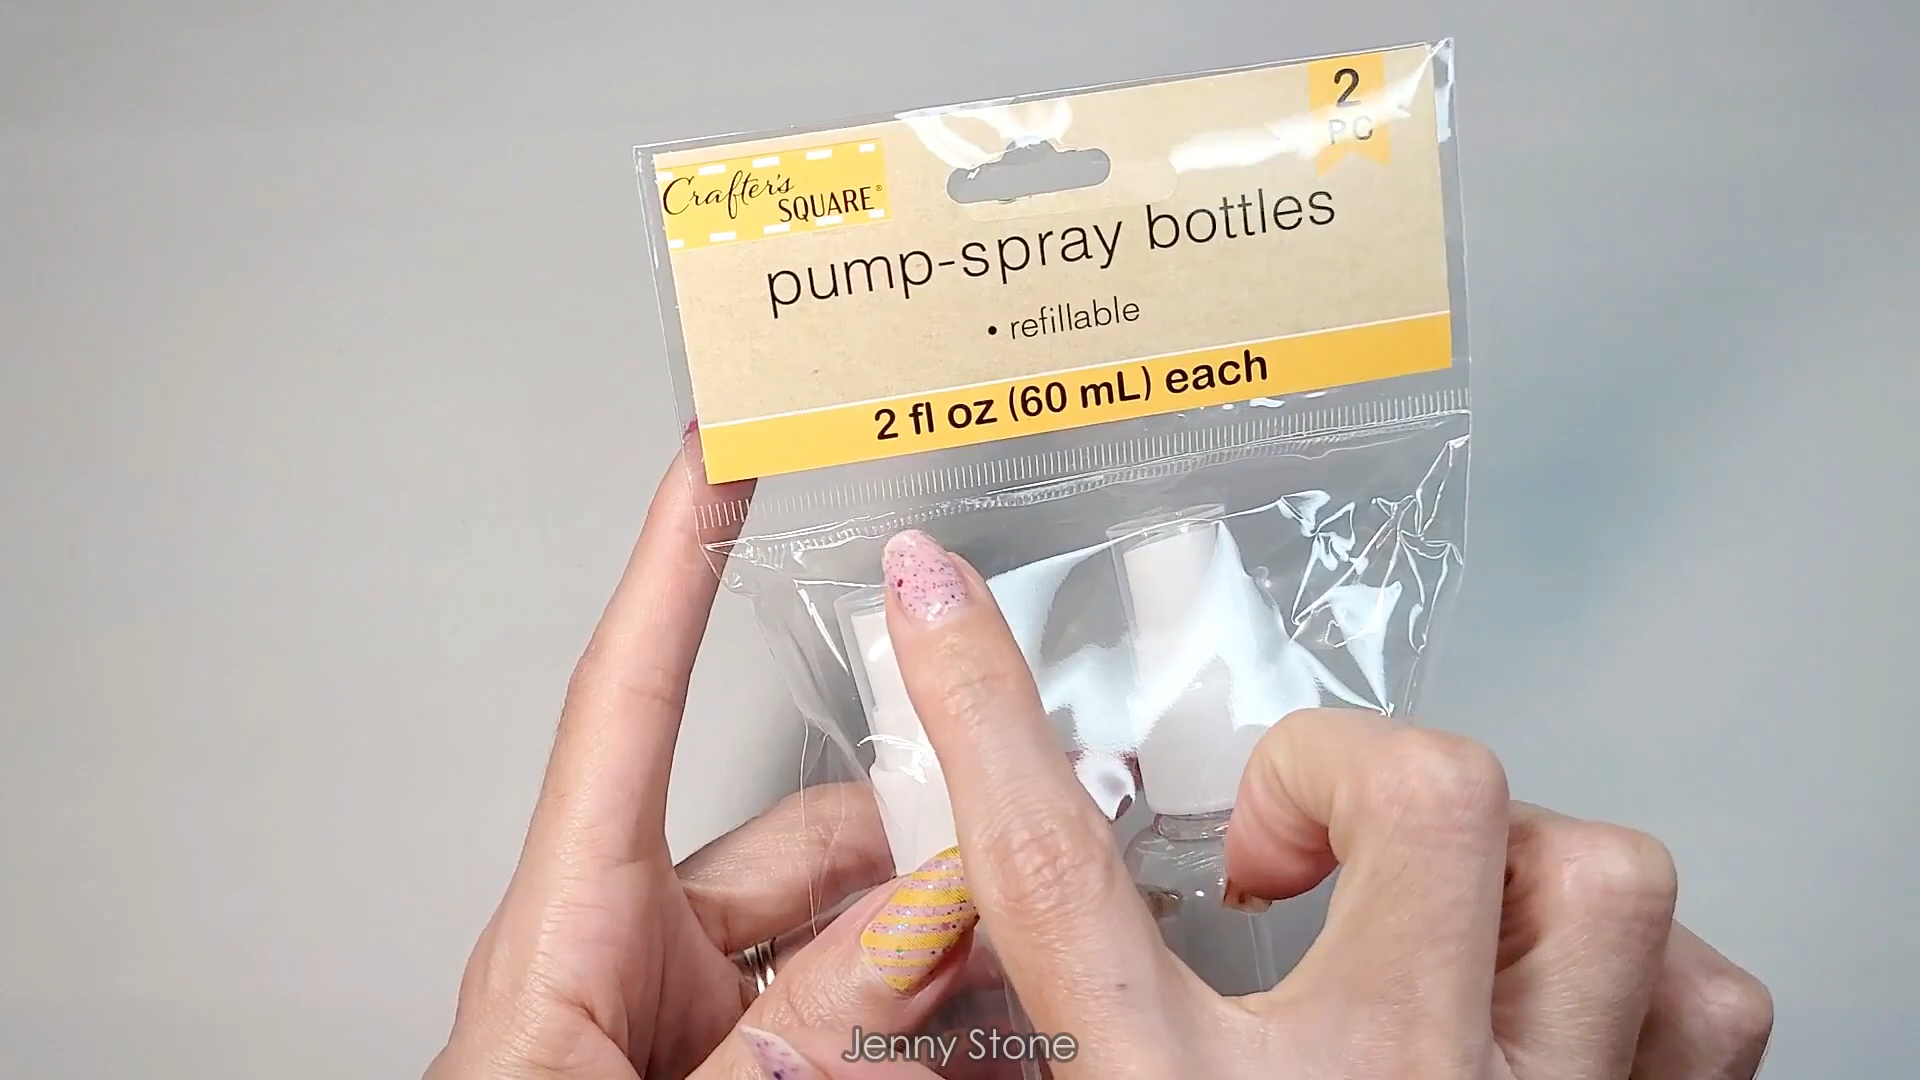 2
PC
Crafter's
SQUARE®
pump-spray bottles
• refillable
2 fl oz (60 mL) each
Jenny Stone